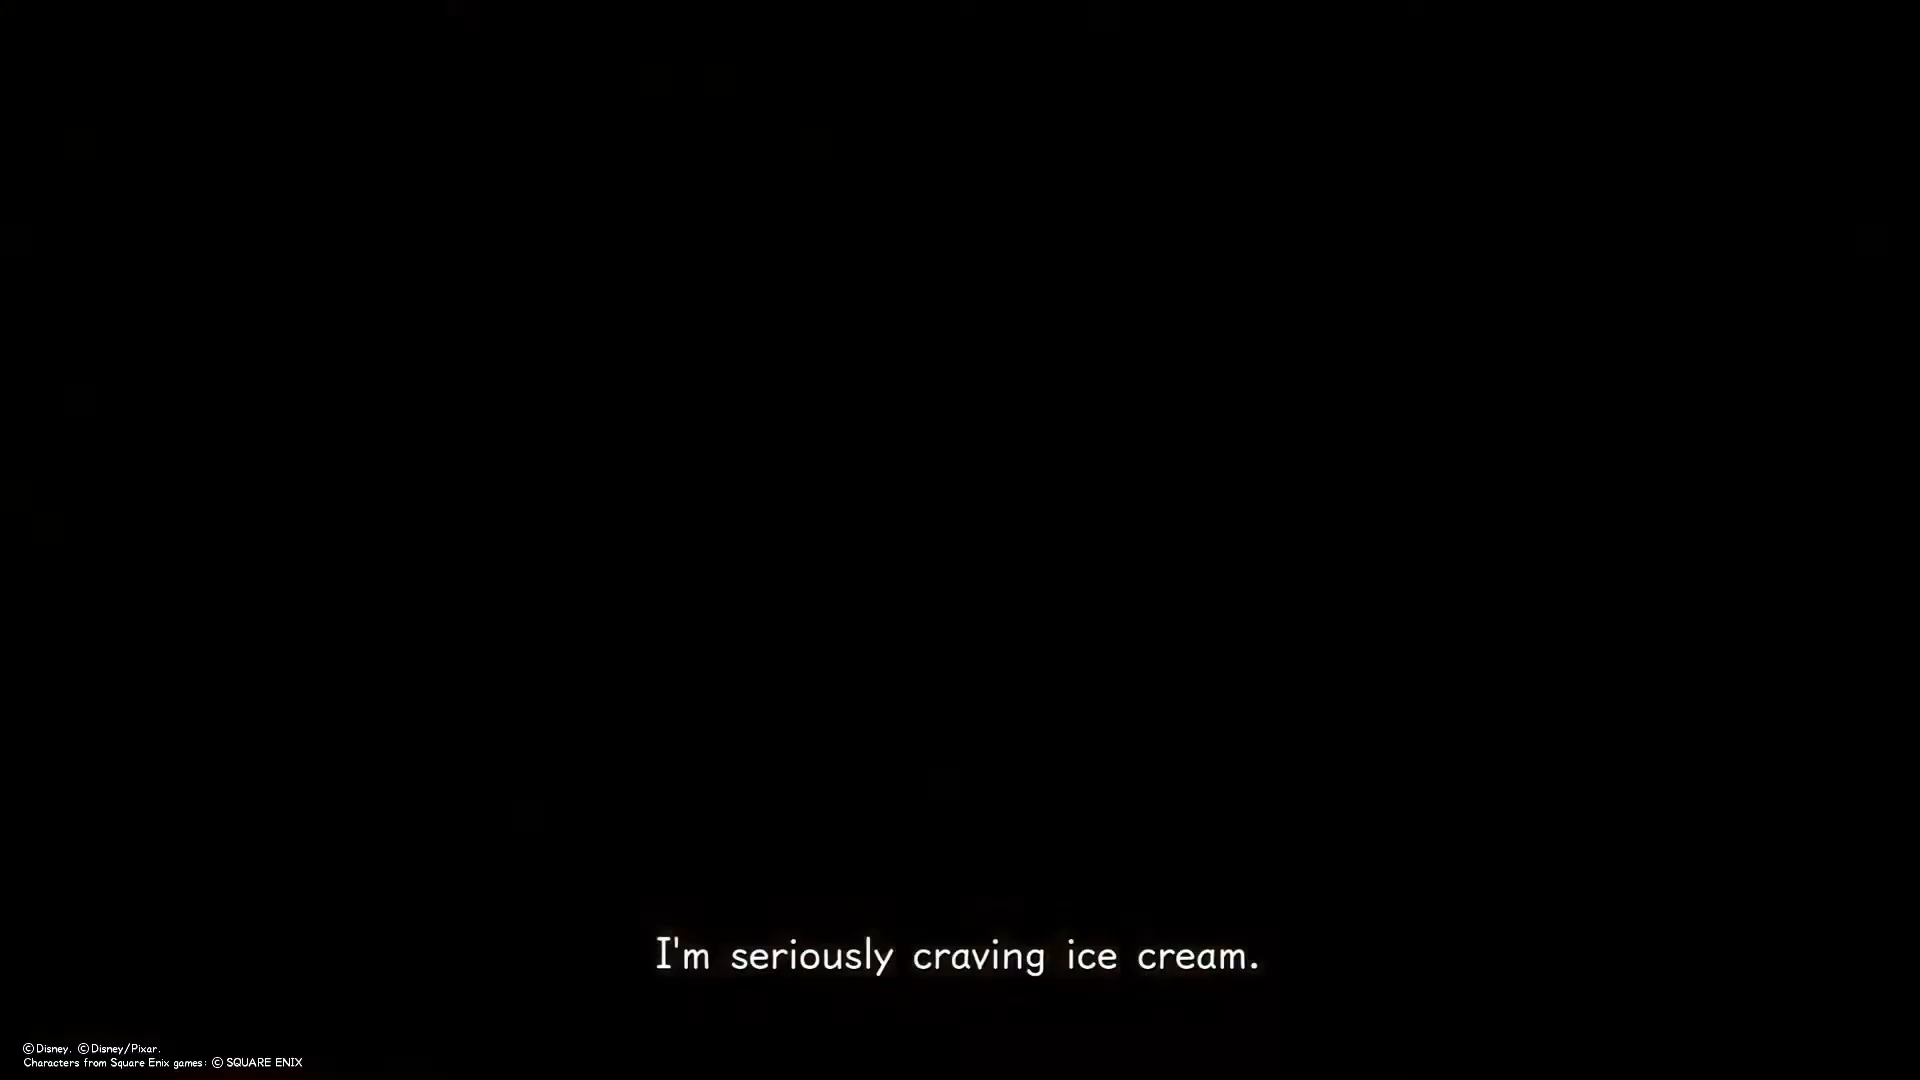 I'm seriously craving ice cream.
©Disney. ©Disney/Pixar.
Characters from Square Enix games: © SQUARE ENIX